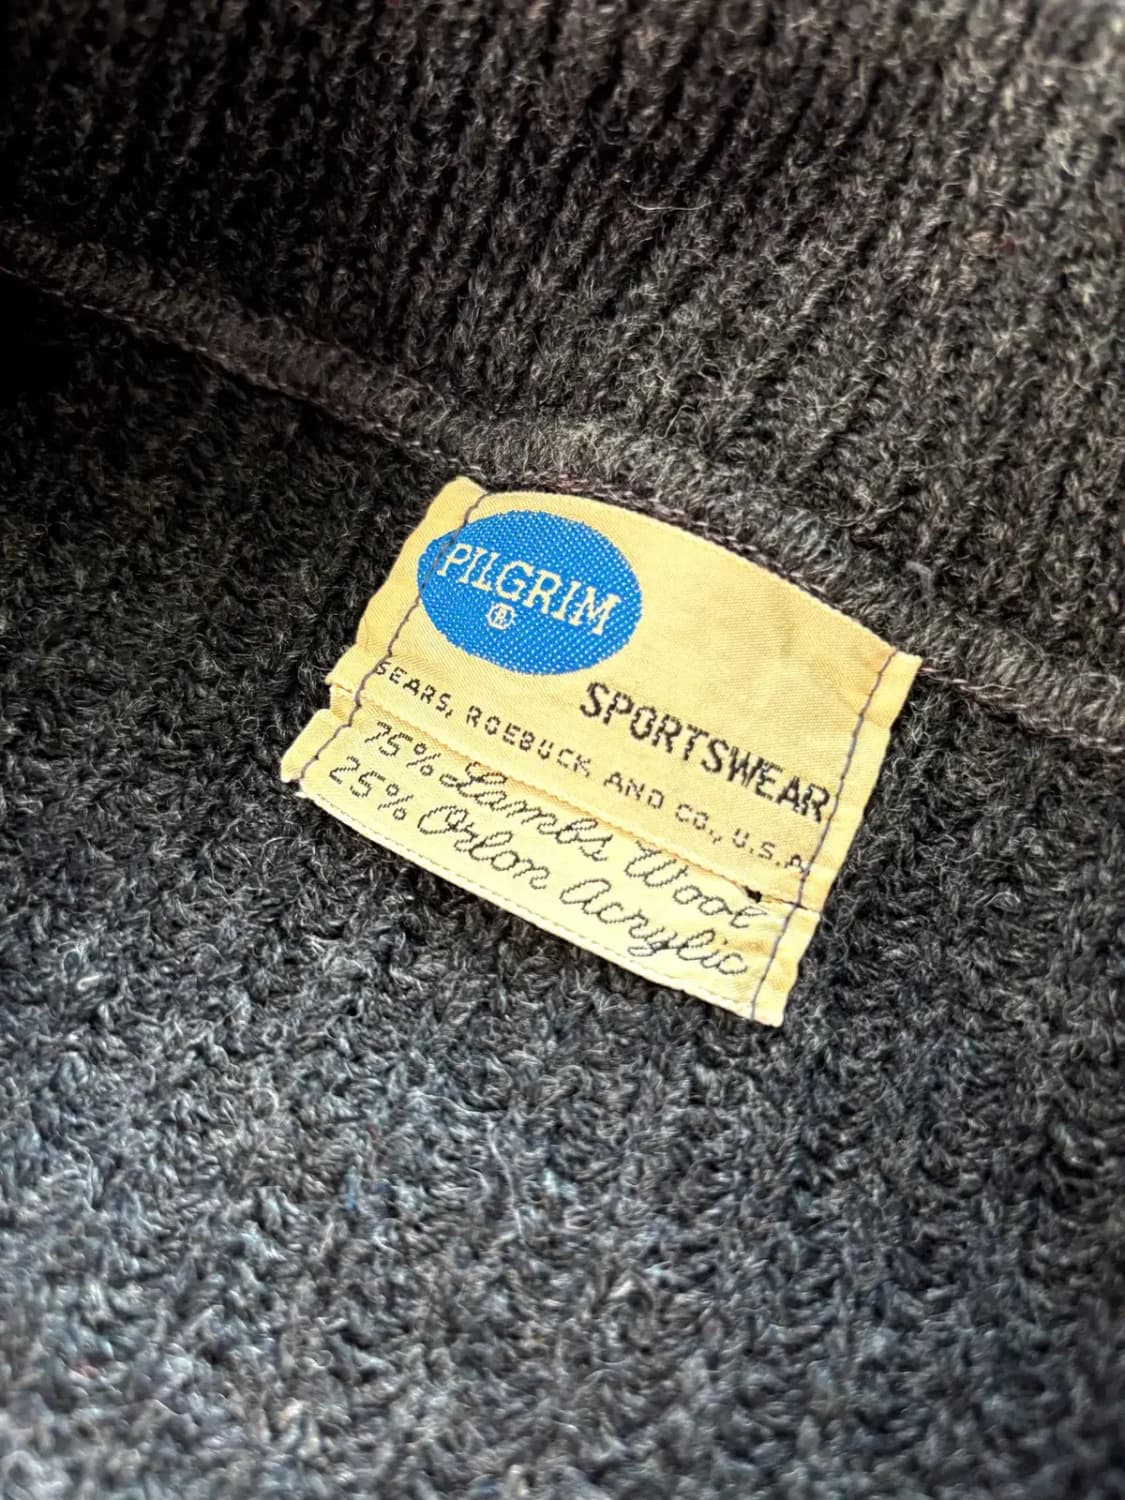 PILGRIM
®
SPORTSWEAR
SEARS, ROEBUCK AND CO., U.S.A
75% Lambs Wool
25% Orlon Acrylic